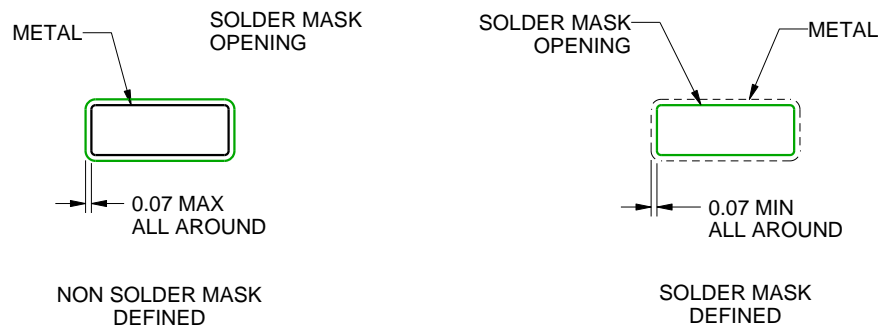 METAL
SOLDER MASK
OPENING
0.07 MAX
ALL AROUND
NON SOLDER MASK
DEFINED
SOLDER MASK
OPENING
METAL
0.07 MIN
ALL AROUND
SOLDER MASK
DEFINED